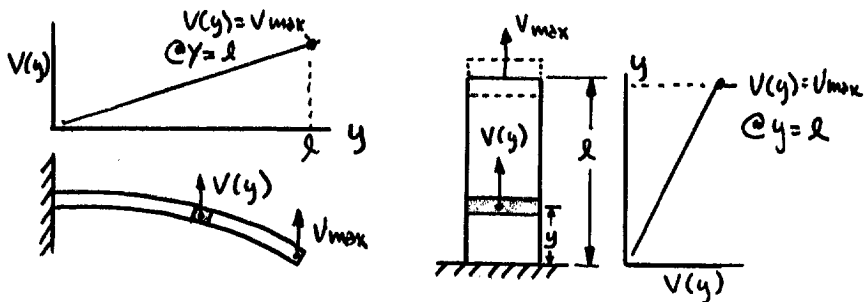 V(y)
V(y) = Vmax
@ y = l
l
y
V(y)
Vmax
Vmax
V(y)
l
y
y
V(y) = Vmax
@ y = l
V(y)